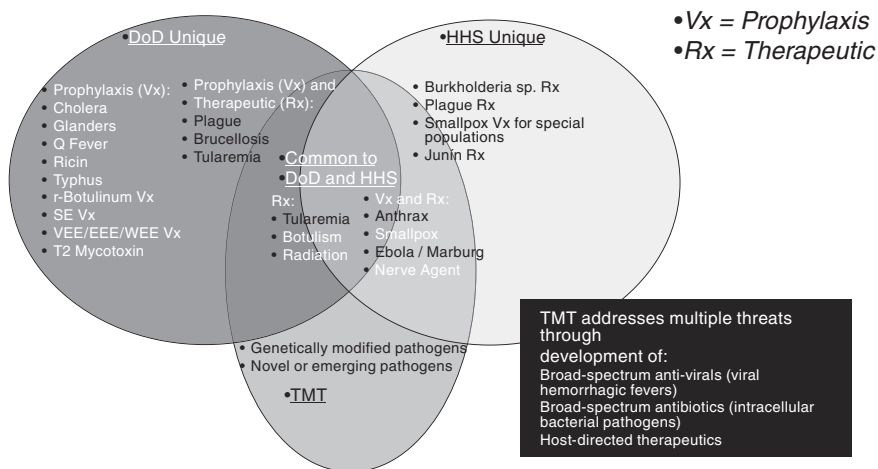 •Vx = Prophylaxis
•Rx = Therapeutic
•DoD Unique
•HHS Unique
• Prophylaxis (Vx):
• Cholera
• Glanders
• Q Fever
• Ricin
• Typhus
• r-Botulinum Vx
• SE Vx
• VEE/EEE/WEE Vx
• T2 Mycotoxin
• Prophylaxis (Vx) and
• Therapeutic (Rx):
• Plague
• Brucellosis
• Tularemia
• Burkholderia sp. Rx
• Plague Rx
• Smallpox Vx for special
populations
• Junin Rx
•Common to
•DoD and HHS
Rx:
• Tularemia
• Botulism
• Radiation
• Vx and Rx:
• Anthrax
• Smallpox
• Ebola / Marburg
• Nerve Agent
• Genetically modified pathogens
• Novel or emerging pathogens
•TMT
TMT addresses multiple threats
through
development of:
Broad-spectrum anti-virals (viral
hemorrhagic fevers)
Broad-spectrum antibiotics (intracellular
bacterial pathogens)
Host-directed therapeutics